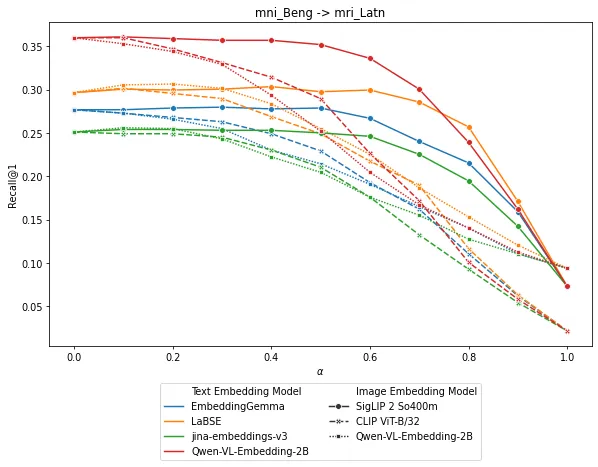 mni_Beng -> mri_Latn
Recall@1
0.35
0.30
0.25
0.20
0.15
0.10
0.05
0.0
0.2
0.4
0.6
0.8
1.0
α
Text Embedding Model
EmbeddingGemma
LaBSE
jina-embeddings-v3
Qwen-VL-Embedding-2B
Image Embedding Model
SigLIP 2 So400m
CLIP ViT-B/32
Qwen-VL-Embedding-2B